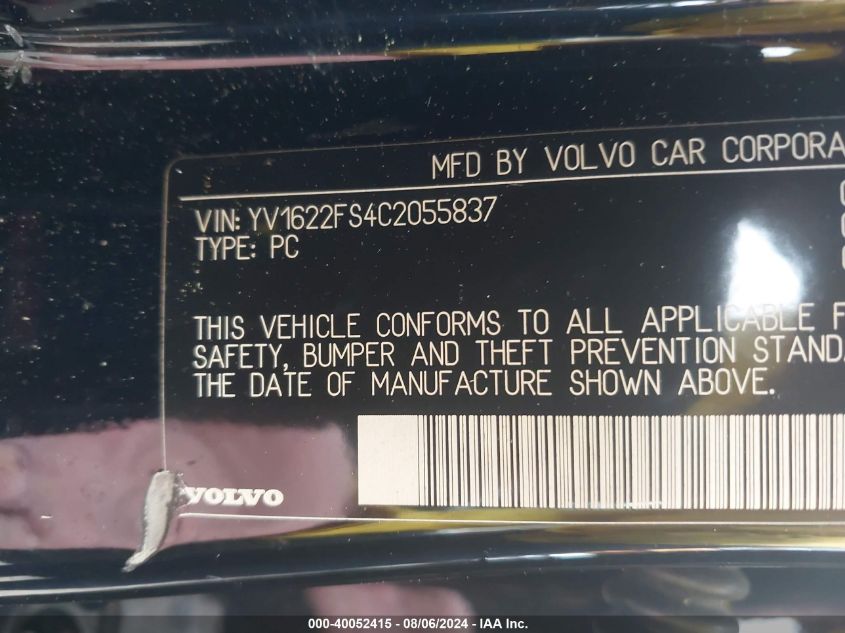 MFD BY VOLVO CAR CORPORA
VIN: YV1622FS4C2055837
TYPE: PC
THIS VEHICLE CONFORMS TO ALL APPLICABLE F
SAFETY, BUMPER AND THEFT PREVENTION STAND
THE DATE OF MANUFACTURE SHOWN ABOVE.
VOLVO
000-40052415 - 08/06/2024 - IAA Inc.